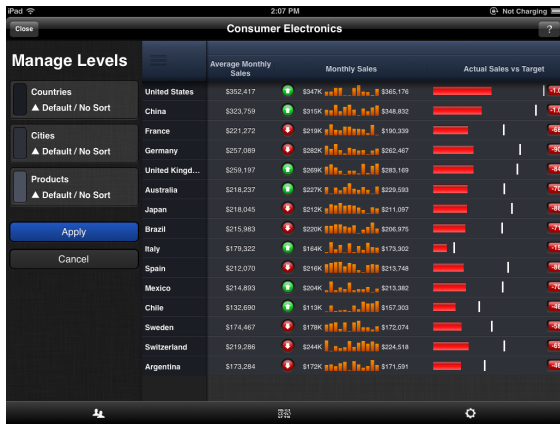 iPad 2:07 PM Not Charging
Close Consumer Electronics ?
Manage Levels
Countries
▲ Default / No Sort
Cities
▲ Default / No Sort
Products
▲ Default / No Sort
Apply
Cancel
Average Monthly Sales Monthly Sales Actual Sales vs Target
United States $352,417 $347K $365,176
China $323,759 $315K $348,832
France $221,272 $219K $190,339
Germany $257,089 $282K $262,467
United Kingd... $259,197 $269K $283,169
Australia $218,237 $227K $229,593
Japan $218,045 $212K $211,097
Brazil $215,983 $220K $206,975
Italy $179,322 $164K $173,302
Spain $212,070 $216K $213,748
Mexico $214,893 $204K $213,382
Chile $132,690 $113K $157,303
Sweden $174,467 $178K $172,074
Switzerland $219,286 $244K $224,518
Argentina $173,284 $172K $171,591